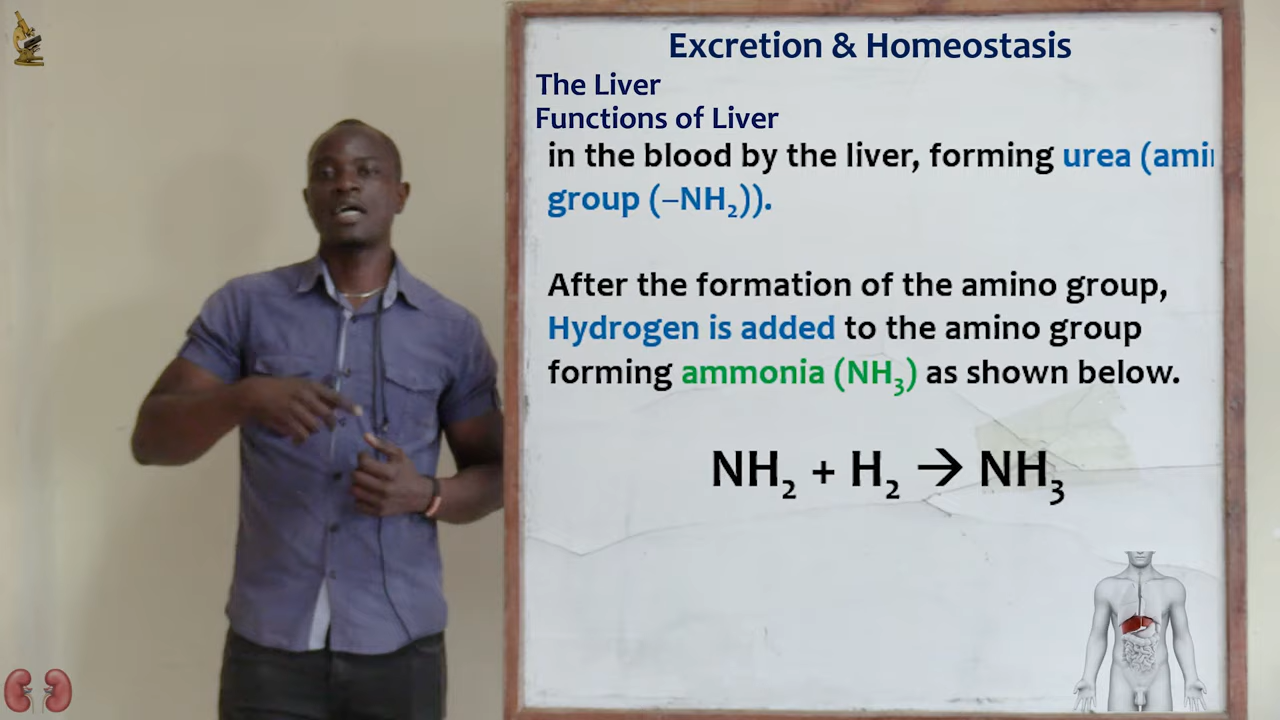 Excretion & Homeostasis
The Liver
Functions of Liver
in the blood by the liver, forming urea (ami
group (–NH₂)).
After the formation of the amino group,
Hydrogen is added to the amino group
forming ammonia (NH₃) as shown below.
NH₂ + H₂ → NH₃